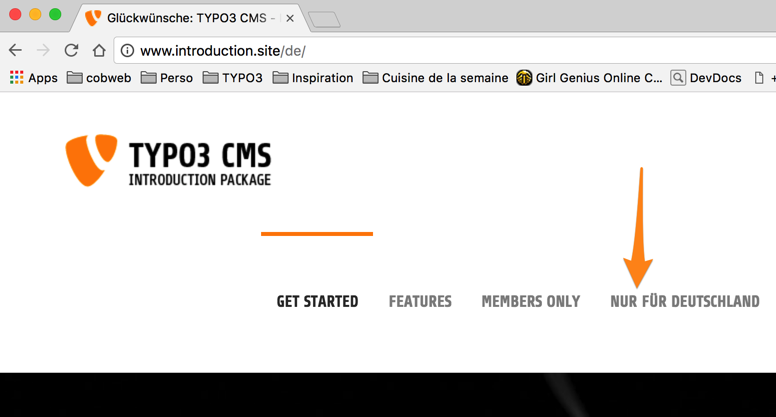 Glückwünsche: TYPO3 CMS -
www.introduction.site/de/
Apps cobweb Perso TYPO3 Inspiration Cuisine de la semaine Girl Genius Online C... DevDocs
TYPO3 CMS
INTRODUCTION PACKAGE
GET STARTED FEATURES MEMBERS ONLY NUR FÜR DEUTSCHLAND